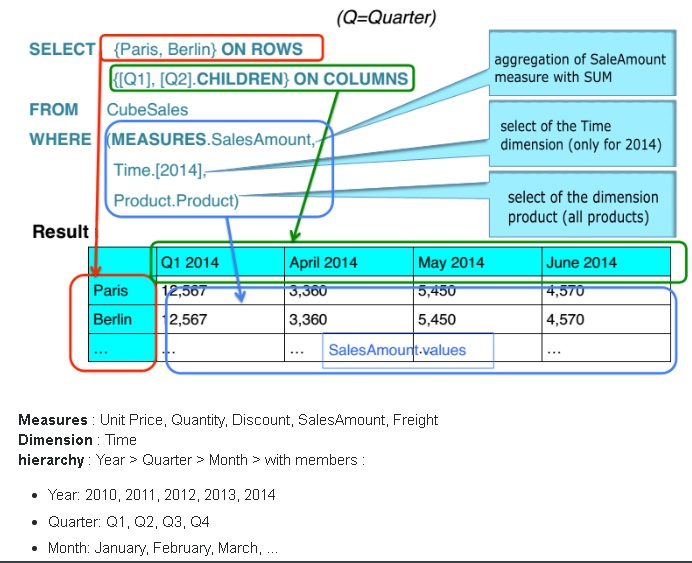 (Q=Quarter)
SELECT {Paris, Berlin} ON ROWS
{[Q1], [Q2].CHILDREN} ON COLUMNS
FROM CubeSales
WHERE (MEASURES.SalesAmount,
Time.[2014],
Product.Product)
aggregation of SaleAmount
measure with SUM
select of the Time
dimension (only for 2014)
select of the dimension
product (all products)
Result :
Q1 2014 April 2014 May 2014 June 2014
Paris 12,567 3,360 5,450 4,570
Berlin 12,567 3,360 5,450 4,570
... ... ... ... ...
SalesAmount values
Measures : Unit Price, Quantity, Discount, SalesAmount, Freight
Dimension : Time
hierarchy : Year > Quarter > Month > with members :
• Year: 2010, 2011, 2012, 2013, 2014
• Quarter: Q1, Q2, Q3, Q4
• Month: January, February, March, ...